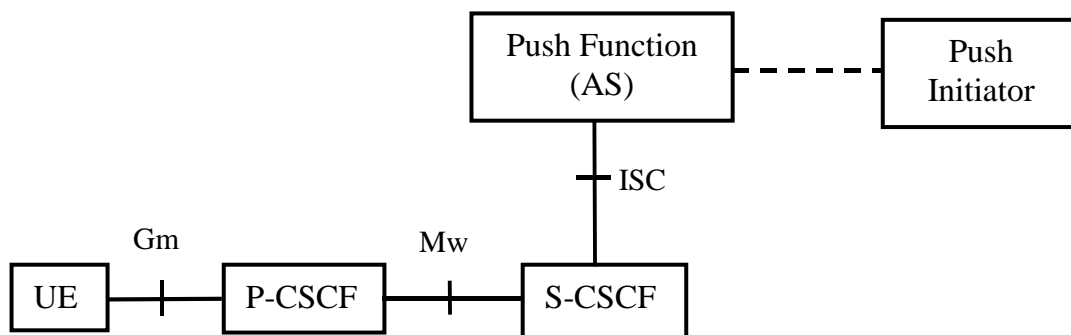 Push Function
(AS)
Push
Initiator
ISC
Gm
Mw
UE
P-CSCF
S-CSCF